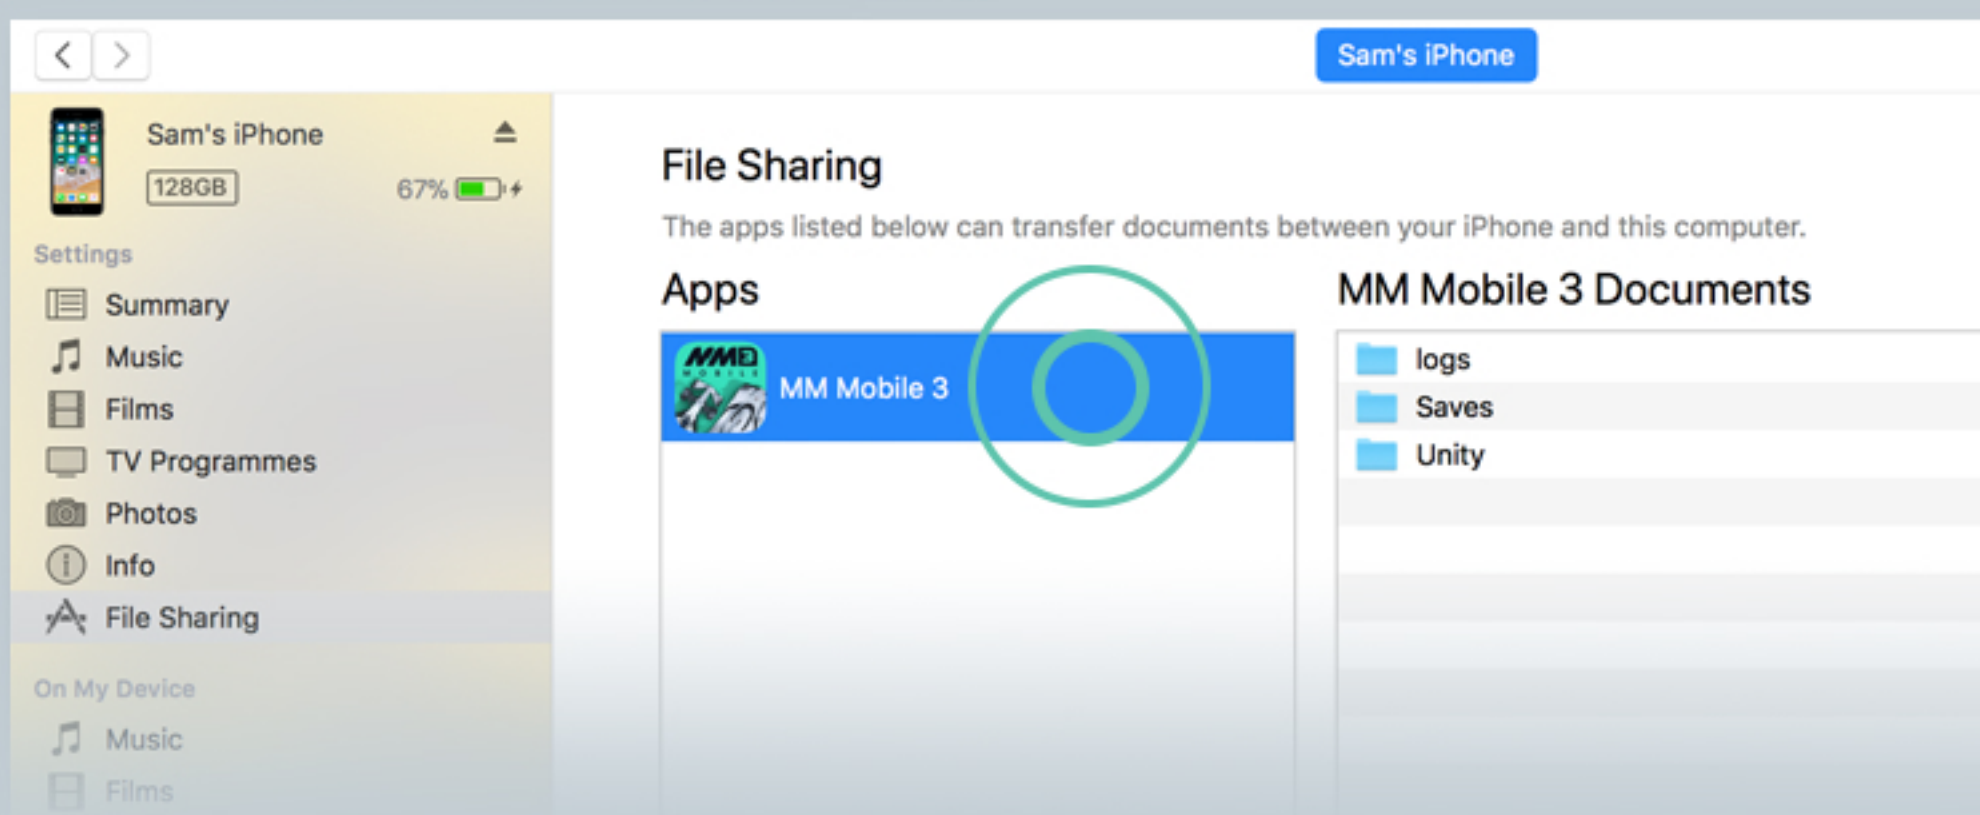 Sam's iPhone
Sam's iPhone
128GB
67%
Settings
Summary
Music
Films
TV Programmes
Photos
Info
File Sharing
On My Device
Music
Films
File Sharing
The apps listed below can transfer documents between your iPhone and this computer.
Apps
MM3
MOBILE
MM Mobile 3
MM Mobile 3 Documents
logs
Saves
Unity